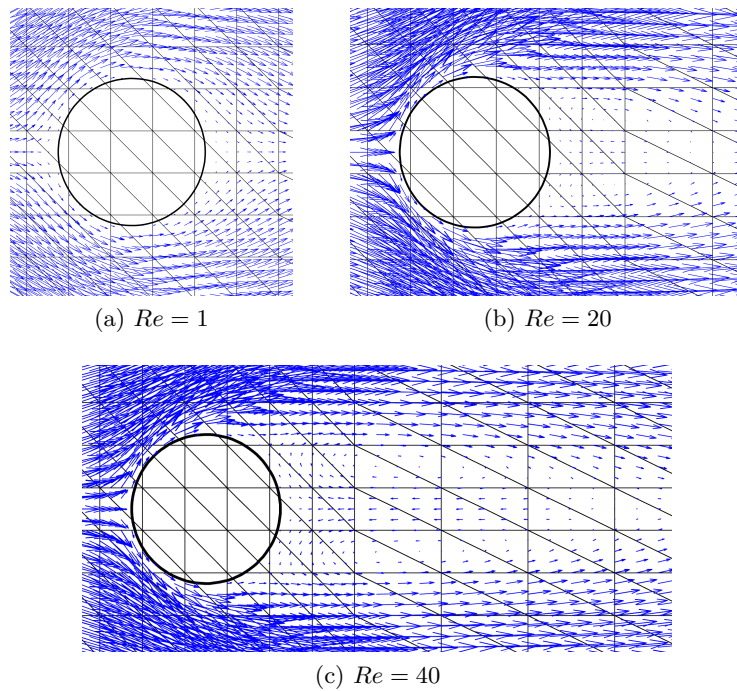 (a) Re = 1
(b) Re = 20
(c) Re = 40